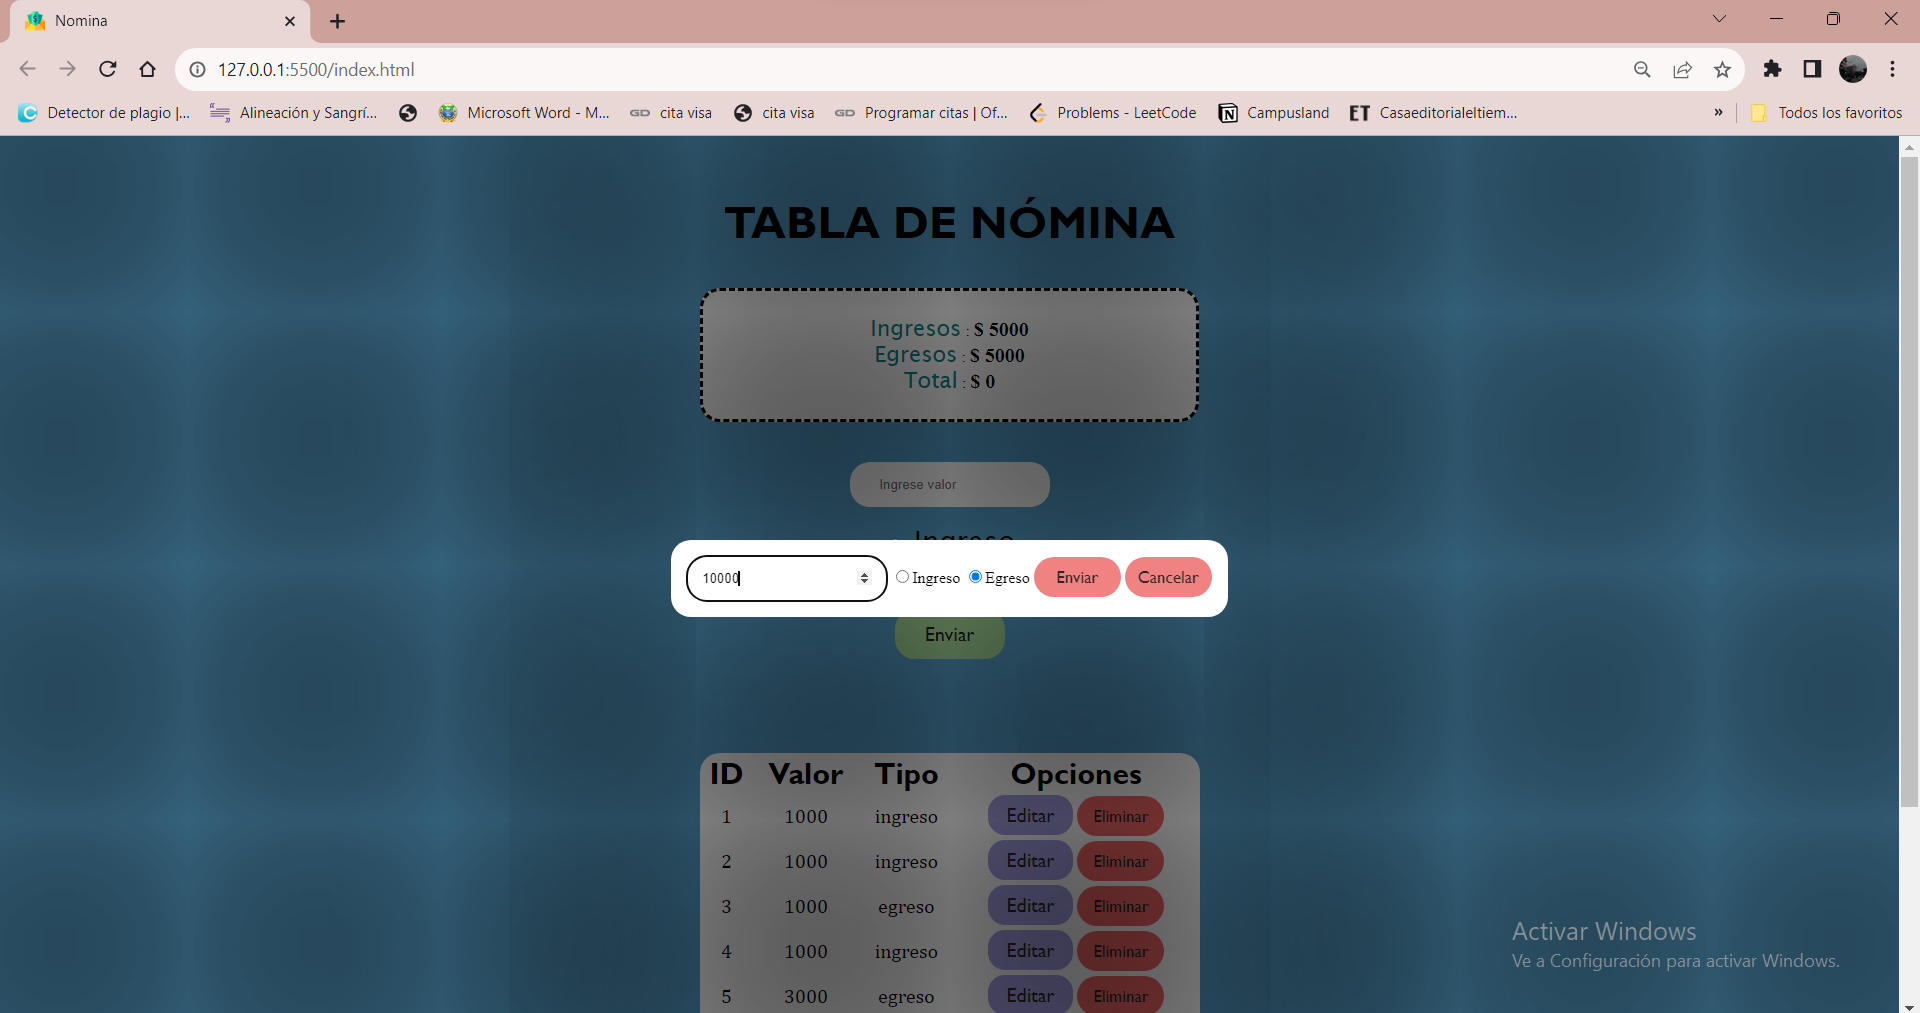 Nomina
127.0.0.1:5500/index.html
Detector de plagio |... Alineación y Sangrí... Microsoft Word - M... cita visa cita visa Programar citas | Of... Problems - LeetCode Campusland Casaeditorialeltiem... » Todos los favoritos
TABLA DE NÓMINA
Ingresos : $ 5000
Egresos : $ 5000
Total : $ 0
Ingrese valor
Ingreso
10000 Ingreso Egreso Enviar Cancelar
Enviar
ID Valor Tipo Opciones
1 1000 ingreso Editar Eliminar
2 1000 ingreso Editar Eliminar
3 1000 egreso Editar Eliminar
4 1000 ingreso Editar Eliminar
5 3000 egreso Editar Eliminar
Activar Windows
Ve a Configuración para activar Windows.